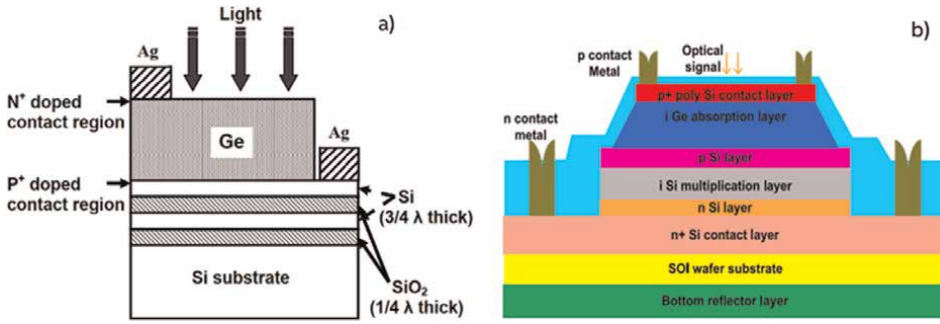 Light
a)
Ag
N+ doped
contact region
Ge
Ag
P+ doped
contact region
Si
(3/4 λ thick)
Si substrate
SiO2
(1/4 λ thick)
b)
p contact
Metal
Optical
signal
n contact
metal
p+ poly Si contact layer
i Ge absorption layer
p Si layer
i Si multiplication layer
n Si layer
n+ Si contact layer
SOI wafer substrate
Bottom reflector layer